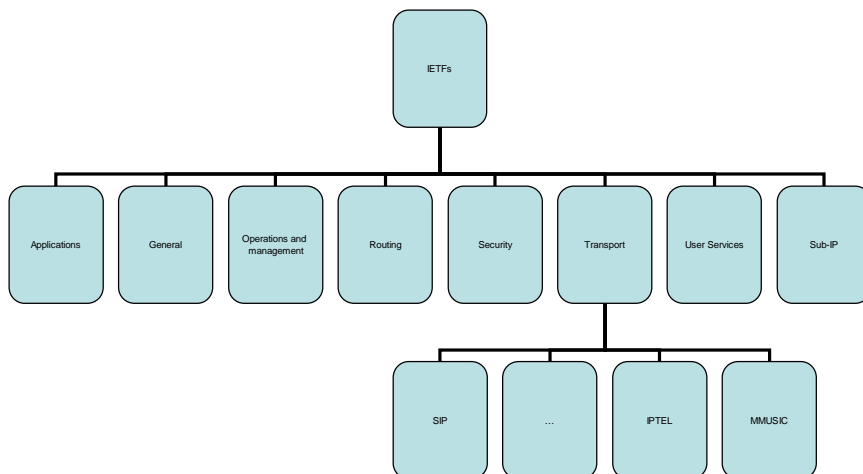 IETFs
Applications
General
Operations and
management
Routing
Security
Transport
User Services
Sub-IP
SIP
...
IPTEL
MMUSIC